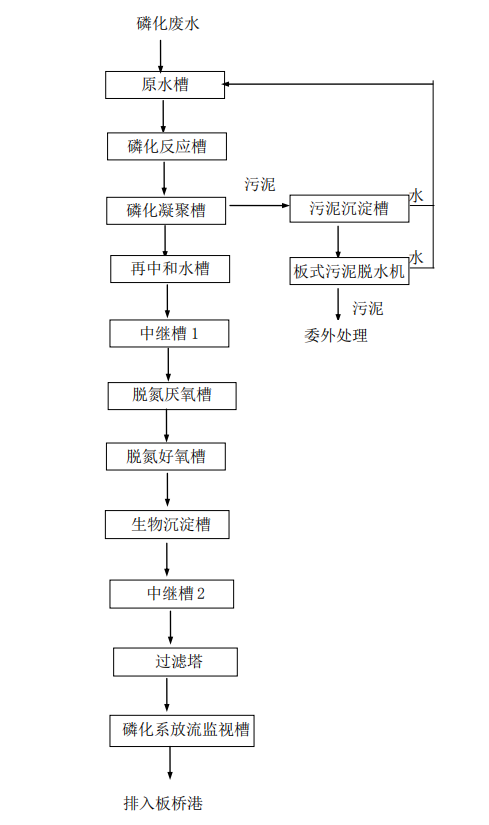 磷化废水
原水槽
磷化反应槽
污泥
磷化凝聚槽
污泥沉淀槽
水
再中和水槽
板式污泥脱水机
水
污泥
中继槽 1
委外处理
脱氮厌氧槽
脱氮好氧槽
生物沉淀槽
中继槽 2
过滤塔
磷化系放流监视槽
排入板桥港